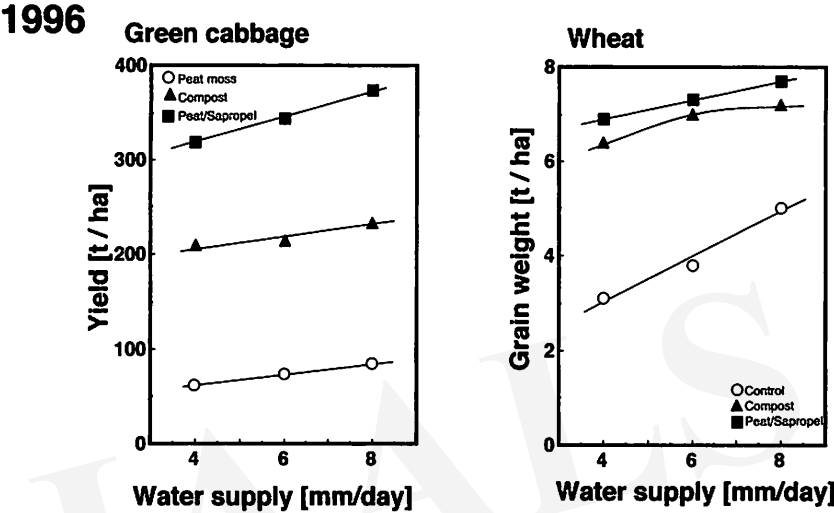 1996
Green cabbage
400
300
200
100
0
Peat moss
Compost
Peat/Sapropel
Yield [t / ha]
4 6 8
Water supply [mm/day]
Wheat
8
6
4
2
0
Grain weight [t / ha]
Control
Compost
Peat/Sapropel
4 6 8
Water supply [mm/day]